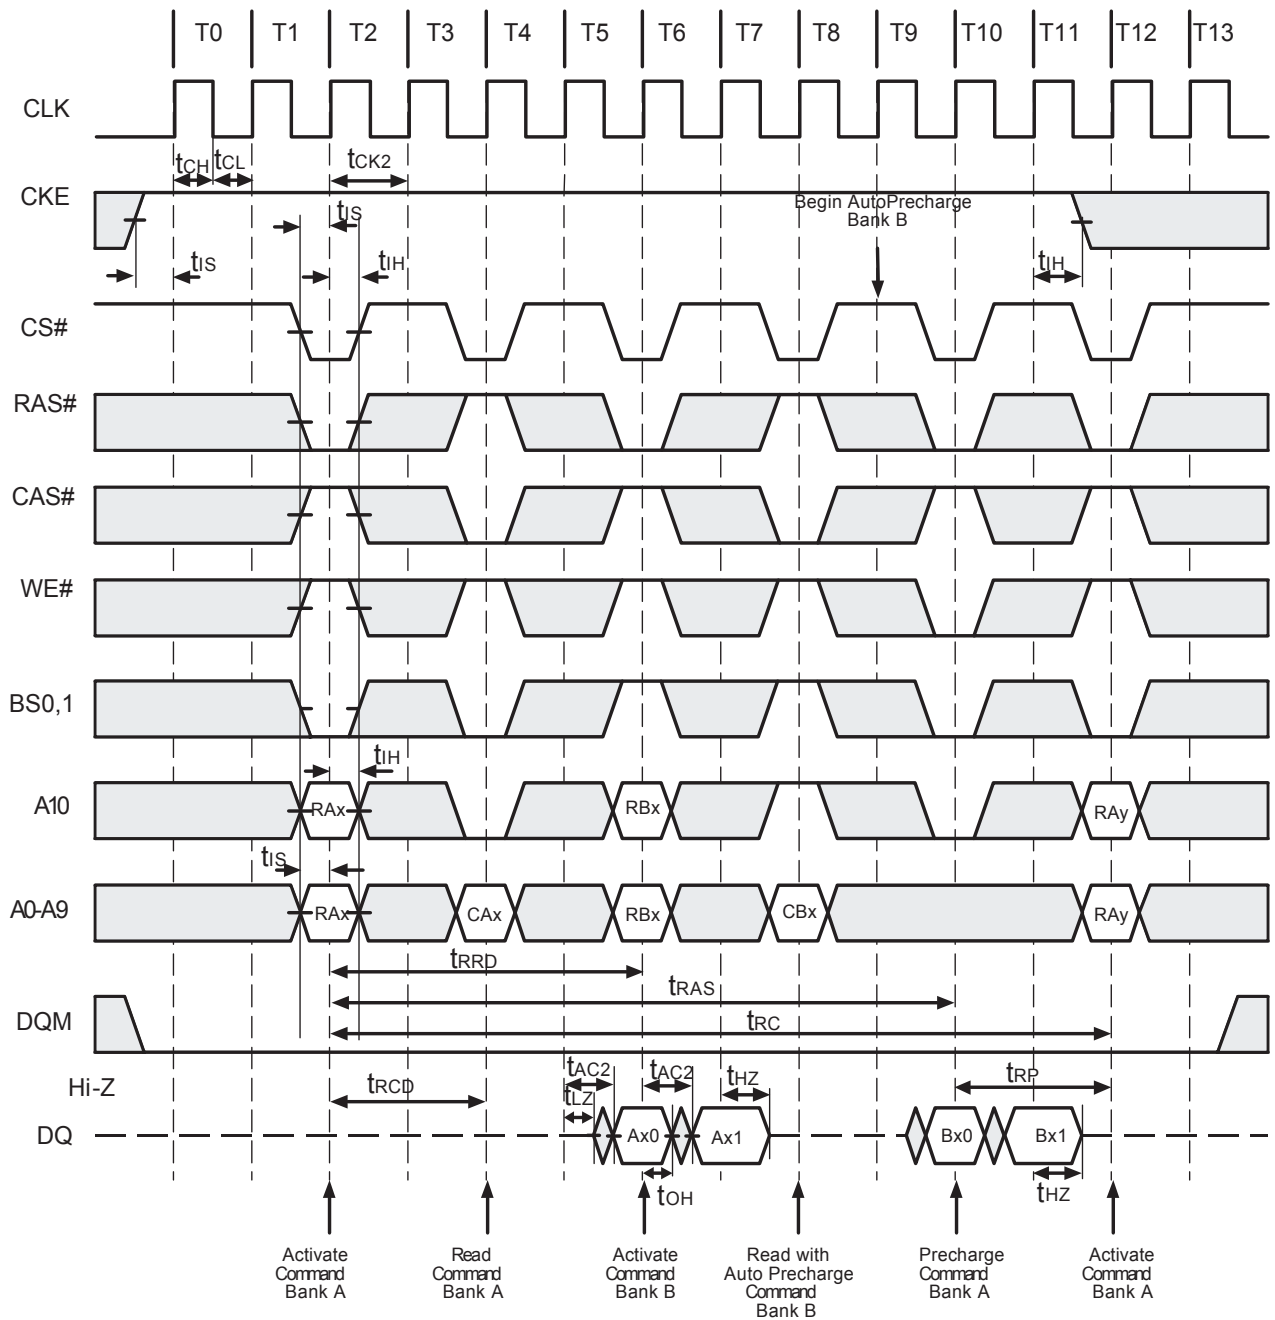 T0 T1 T2 T3 T4 T5 T6 T7 T8 T9 T10 T11 T12 T13
CLK
tCH tCL tCK2
CKE
tIS
Begin AutoPrecharge
Bank B
tIS tIH tIH
CS#
RAS#
CAS#
WE#
BS0,1
tIH
A10 RAx RBx RAy
tIS
A0-A9 RAx CAx RBx CBx RAy
tRRD
tRAS
DQM
tRC
Hi-Z
tRCD tAC2 tAC2 tHZ tRP
tLZ
DQ Ax0 Ax1 Bx0 Bx1
tOH tHZ
Activate
Command
Bank A
Read
Command
Bank A
Activate
Command
Bank B
Read with
Auto Precharge
Command
Bank B
Precharge
Command
Bank A
Activate
Command
Bank A